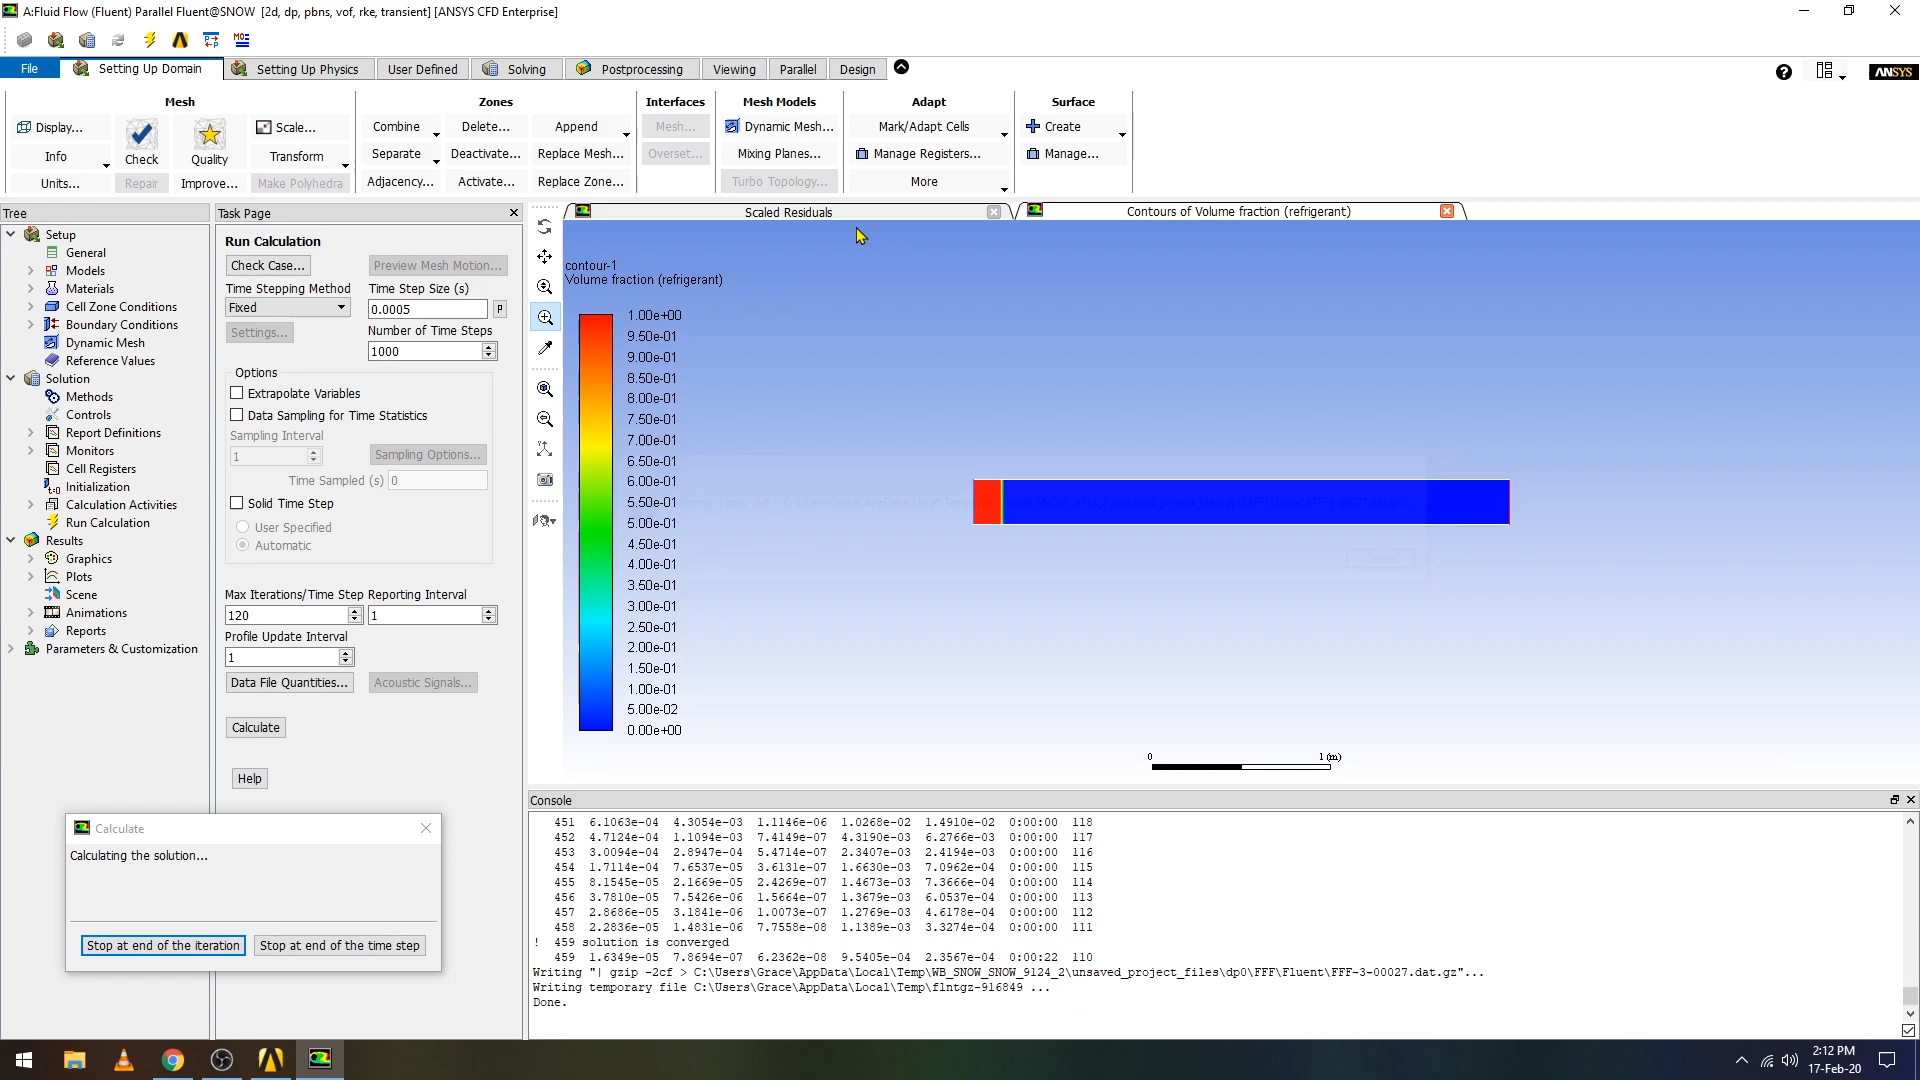 A:Fluid Flow (Fluent) Parallel Fluent@SNOW [2d, dp, pbns, vof, rke, transient] [ANSYS CFD Enterprise]
File
Setting Up Domain
Setting Up Physics
User Defined
Solving
Postprocessing
Viewing
Parallel
Design
ANSYS
Mesh
Display...
Info
Units...
Check
Repair
Quality
Improve...
Scale...
Transform
Make Polyhedra
Zones
Combine
Separate
Adjacency...
Delete...
Deactivate...
Activate...
Append
Replace Mesh...
Replace Zone...
Interfaces
Mesh...
Overset...
Mesh Models
Dynamic Mesh...
Mixing Planes...
Turbo Topology...
Adapt
Mark/Adapt Cells
Manage Registers...
More
Surface
Create
Manage...
Tree
Setup
General
Models
Materials
Cell Zone Conditions
Boundary Conditions
Dynamic Mesh
Reference Values
Solution
Methods
Controls
Report Definitions
Monitors
Cell Registers
Initialization
Calculation Activities
Run Calculation
Results
Graphics
Plots
Scene
Animations
Reports
Parameters & Customization
Task Page
Run Calculation
Check Case...
Preview Mesh Motion...
Time Stepping Method
Fixed
Settings...
Time Step Size (s)
0.0005
P
Number of Time Steps
1000
Options
Extrapolate Variables
Data Sampling for Time Statistics
Sampling Interval
1
Sampling Options...
Time Sampled (s) 0
Solid Time Step
User Specified
Automatic
Max Iterations/Time Step
120
Reporting Interval
1
Profile Update Interval
1
Data File Quantities...
Acoustic Signals...
Calculate
Help
Calculate
Calculating the solution...
Stop at end of the iteration
Stop at end of the time step
Scaled Residuals
Contours of Volume fraction (refrigerant)
contour-1
Volume fraction (refrigerant)
1.00e+00
9.50e-01
9.00e-01
8.50e-01
8.00e-01
7.50e-01
7.00e-01
6.50e-01
6.00e-01
5.50e-01
5.00e-01
4.50e-01
4.00e-01
3.50e-01
3.00e-01
2.50e-01
2.00e-01
1.50e-01
1.00e-01
5.00e-02
0.00e+00
0
1 (m)
Console
451 6.1063e-04 4.3054e-03 1.1146e-06 1.0268e-02 1.4910e-02 0:00:00 118
452 4.7124e-04 1.1094e-03 7.4149e-07 4.3190e-03 6.2766e-03 0:00:00 117
453 3.0094e-04 2.8947e-04 5.4714e-07 2.3407e-03 2.4194e-03 0:00:00 116
454 1.7114e-04 7.6537e-05 3.6131e-07 1.6630e-03 7.0962e-04 0:00:00 115
455 8.1545e-05 2.1669e-05 2.4269e-07 1.4673e-03 7.3666e-04 0:00:00 114
456 3.7810e-05 7.5426e-06 1.5664e-07 1.3679e-03 6.0537e-04 0:00:00 113
457 2.8686e-05 3.1841e-06 1.0073e-07 1.2769e-03 4.6178e-04 0:00:00 112
458 2.2836e-05 1.4831e-06 7.7558e-08 1.1389e-03 3.3274e-04 0:00:00 111
! 459 solution is converged
459 1.6349e-05 7.8694e-07 6.2362e-08 9.5405e-04 2.3567e-04 0:00:22 110
Writing "| gzip -2cf > C:\Users\Grace\AppData\Local\Temp\WB_SNOW_SNOW_9124_2\unsaved_project_files\dp0\FFF\Fluent\FFF-3-00027.dat.gz"...
Writing temporary file C:\Users\Grace\AppData\Local\Temp\flntgz-916849 ...
Done.
2:12 PM
17-Feb-20